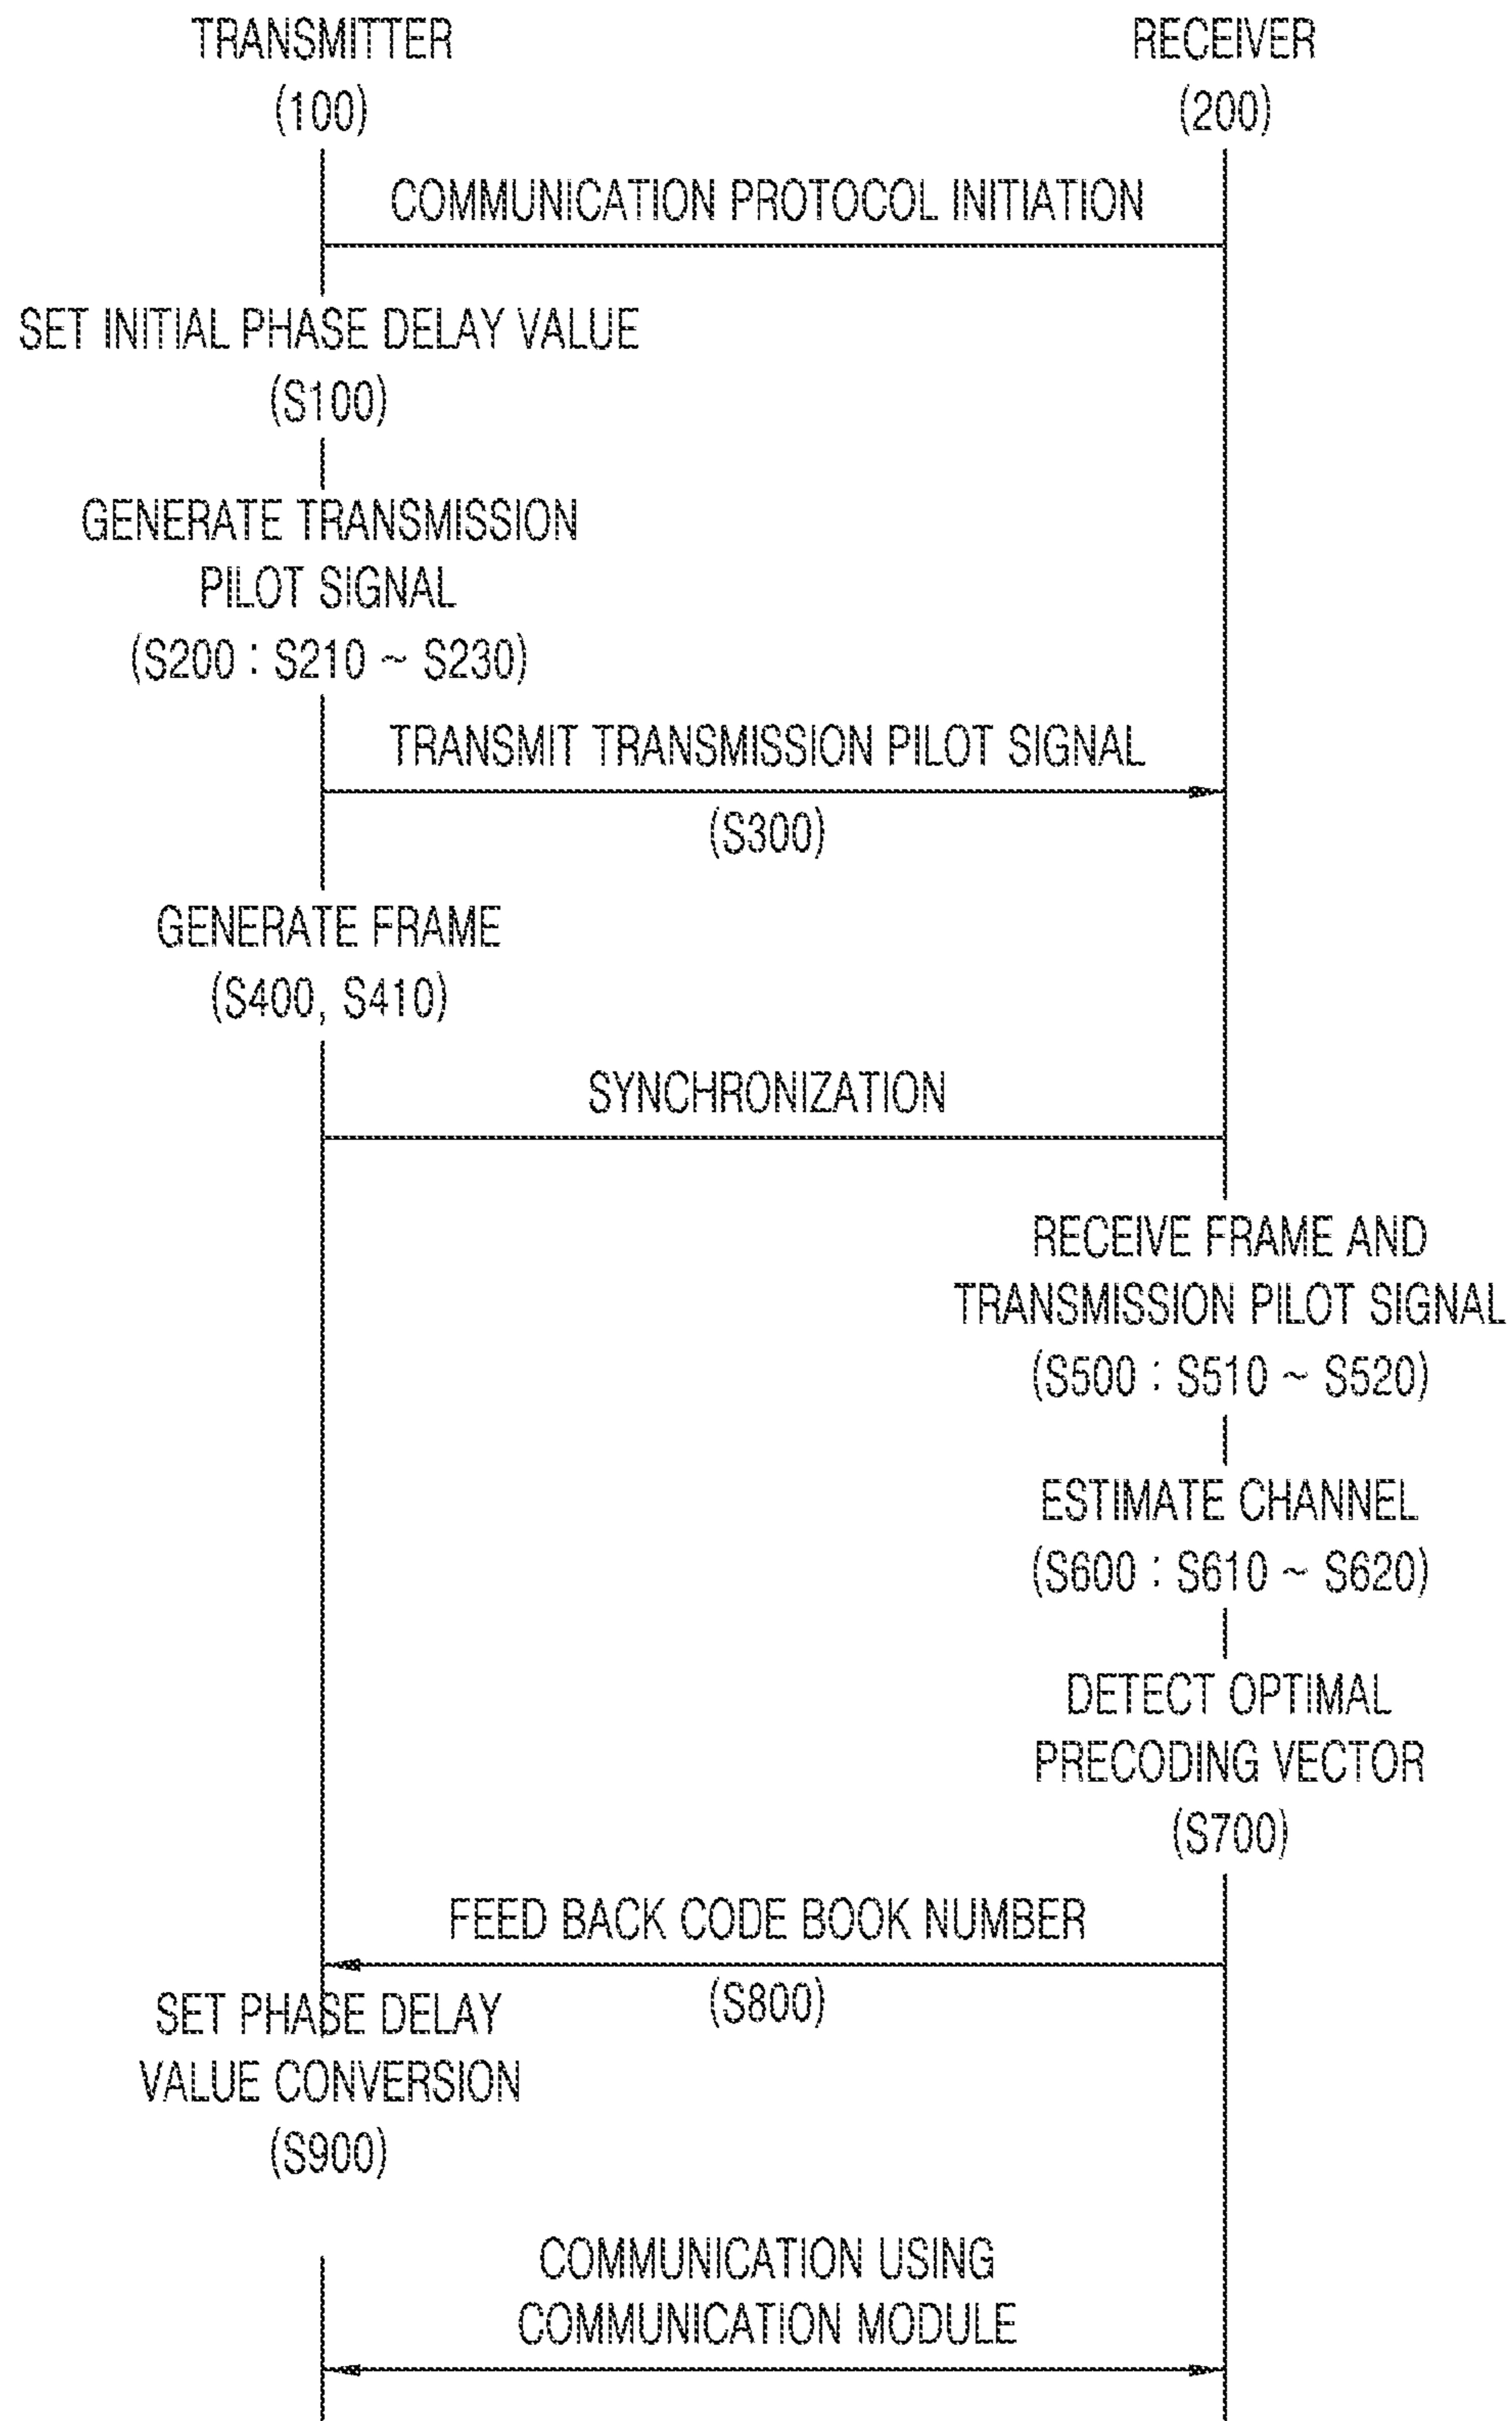 TRANSMITTER
(100)
RECEIVER
(200)
COMMUNICATION PROTOCOL INITIATION
SET INITIAL PHASE DELAY VALUE
(S100)
GENERATE TRANSMISSION
PILOT SIGNAL
(S200 : S210 ~ S230)
TRANSMIT TRANSMISSION PILOT SIGNAL
(S300)
GENERATE FRAME
(S400, S410)
SYNCHRONIZATION
RECEIVE FRAME AND
TRANSMISSION PILOT SIGNAL
(S500 : S510 ~ S520)
ESTIMATE CHANNEL
(S600 : S610 ~ S620)
DETECT OPTIMAL
PRECODING VECTOR
(S700)
FEED BACK CODE BOOK NUMBER
(S800)
SET PHASE DELAY
VALUE CONVERSION
(S900)
COMMUNICATION USING
COMMUNICATION MODULE